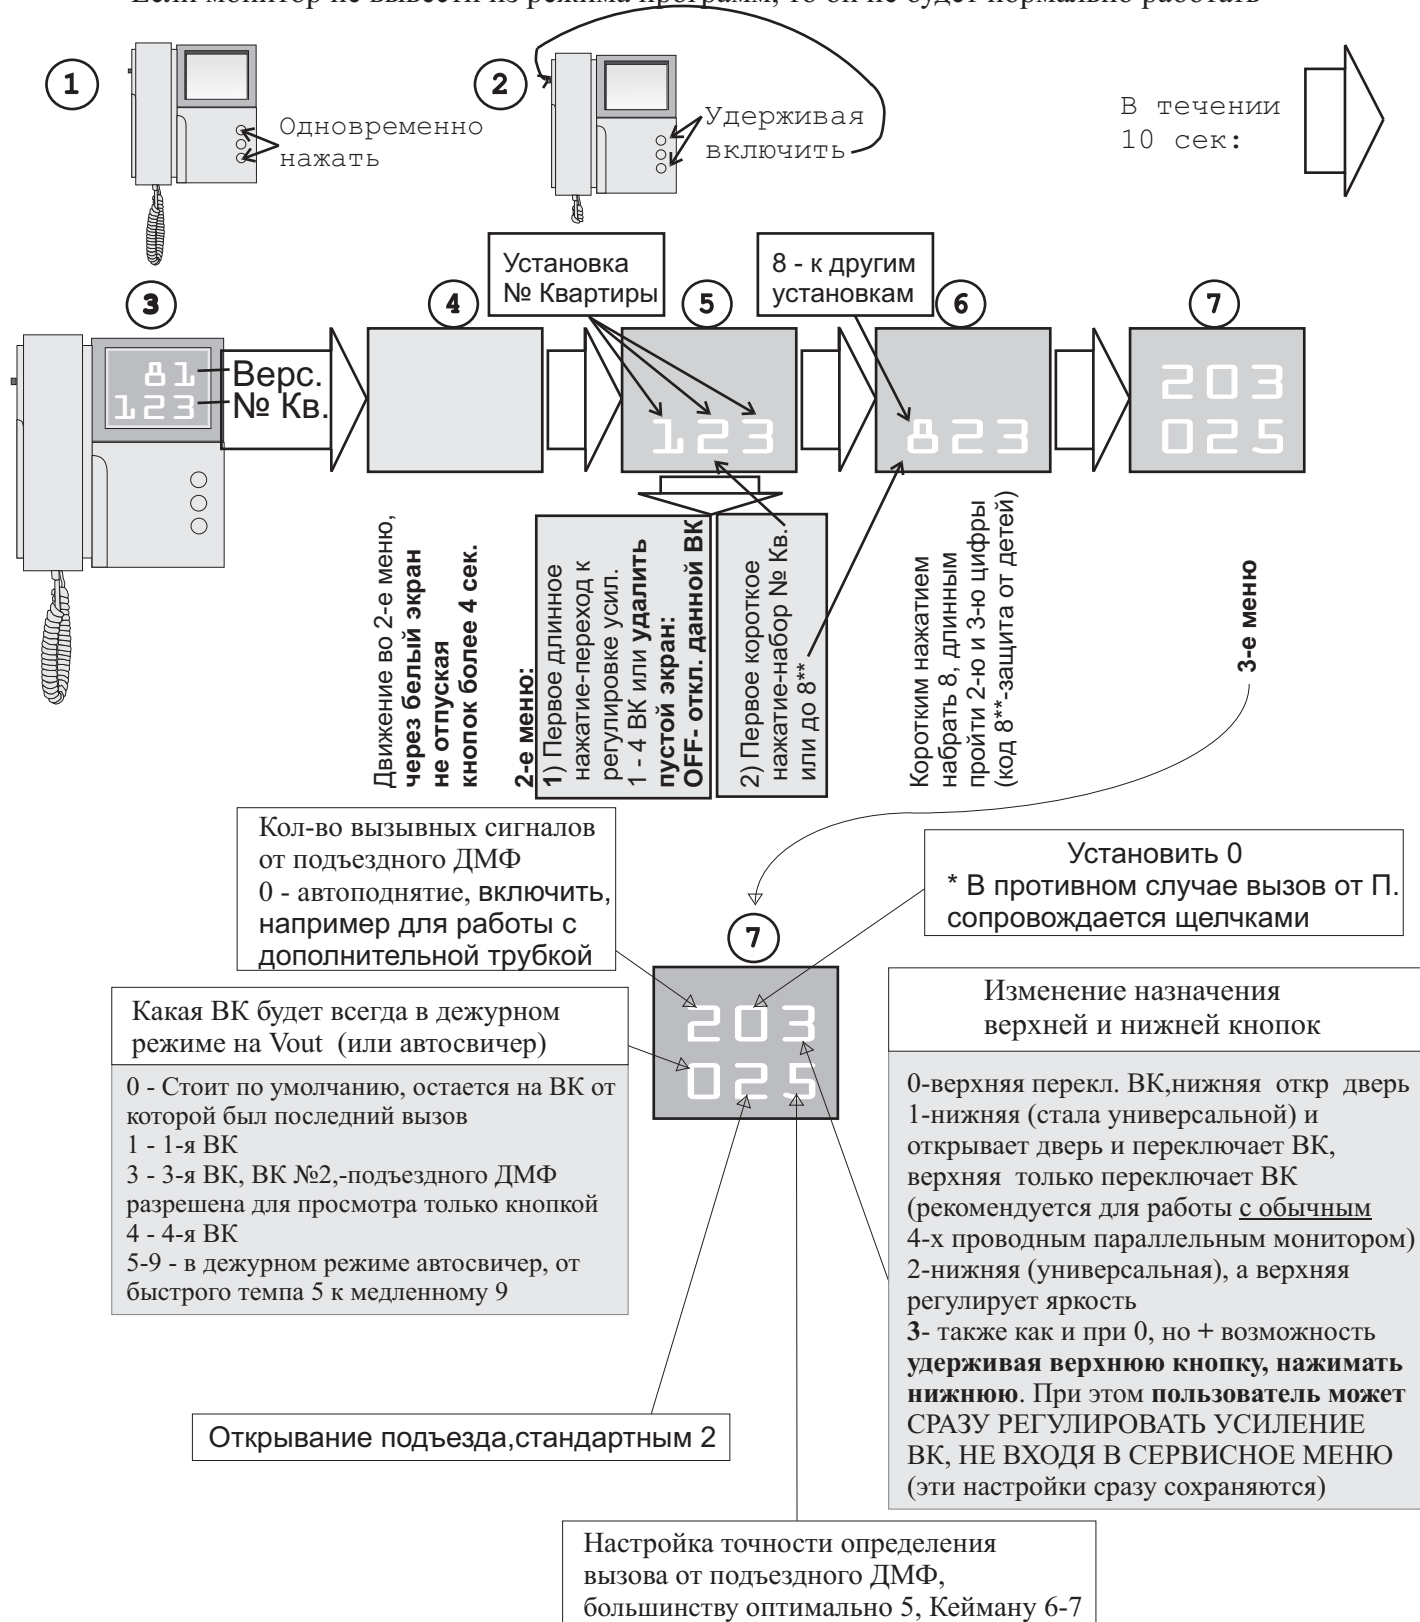 Если монитор не вывести из режима программ, то он не будет нормально работать
1
Одновременно
нажать
2
Удерживая
включить
В течении
10 сек:
3
81
123
Верс.
№ Кв.
4
Установка
№ Квартиры
5
123
8 - к другим
установкам
6
823
7
203
025
Движение во 2-е меню,
через белый экран
не отпуская
кнопок более 4 сек.
2-е меню:
1) Первое длинное
нажатие-переход к
регулировке усил.
1 - 4 ВК или удалить
пустой экран:
OFF- откл. данной ВК
2) Первое короткое
нажатие-набор № Кв.
или до 8**
Коротким нажатием
набрать 8, длинным
пройти 2-ю и 3-ю цифры
(код 8**-защита от детей)
3-е меню
Кол-во вызывных сигналов
от подъездного ДМФ
0 - автоподнятие, включить,
например для работы с
дополнительной трубкой
Установить 0
* В противном случае вызов от П.
сопровождается щелчками
7
203
025
Какая ВК будет всегда в дежурном
режиме на Vout (или автосвичер)
0 - Стоит по умолчанию, остается на ВК от
которой был последний вызов
1 - 1-я ВК
3 - 3-я ВК, ВК №2,-подъездного ДМФ
разрешена для просмотра только кнопкой
4 - 4-я ВК
5-9 - в дежурном режиме автосвичер, от
быстрого темпа 5 к медленному 9
Изменение назначения
верхней и нижней кнопок
0-верхняя перекл. ВК,нижняя откр дверь
1-нижняя (стала универсальной) и
открывает дверь и переключает ВК,
верхняя только переключает ВК
(рекомендуется для работы с обычным
4-х проводным параллельным монитором)
2-нижняя (универсальная), а верхняя
регулирует яркость
3- также как и при 0, но + возможность
удерживая верхнюю кнопку, нажимать
нижнюю. При этом пользователь может
СРАЗУ РЕГУЛИРОВАТЬ УСИЛЕНИЕ
ВК, НЕ ВХОДЯ В СЕРВИСНОЕ МЕНЮ
(эти настройки сразу сохраняются)
Открывание подъезда,стандартным 2
Настройка точности определения
вызова от подъездного ДМФ,
большинству оптимально 5, Кейману 6-7